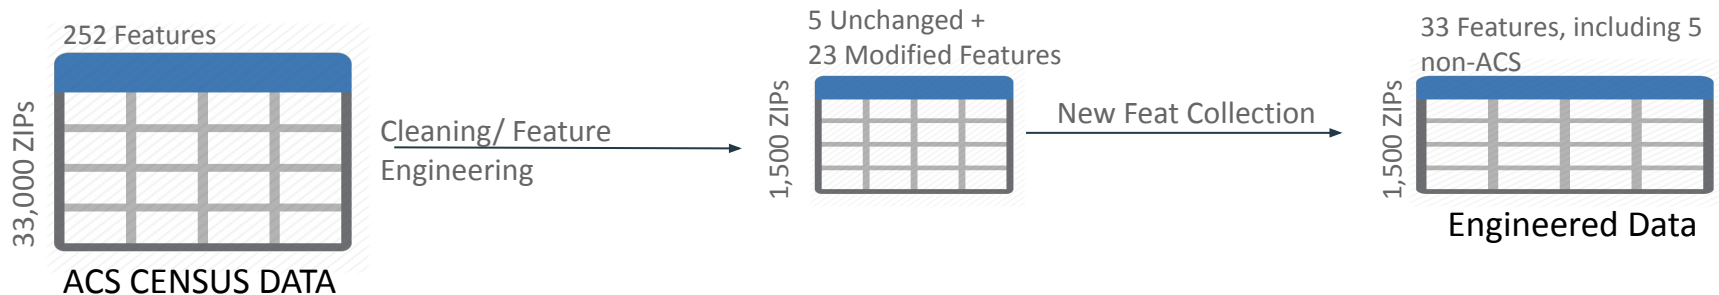 252 Features
33,000 ZIPs
ACS CENSUS DATA
Cleaning/ Feature
Engineering
5 Unchanged +
23 Modified Features
1,500 ZIPs
New Feat Collection
33 Features, including 5
non-ACS
1,500 ZIPs
Engineered Data